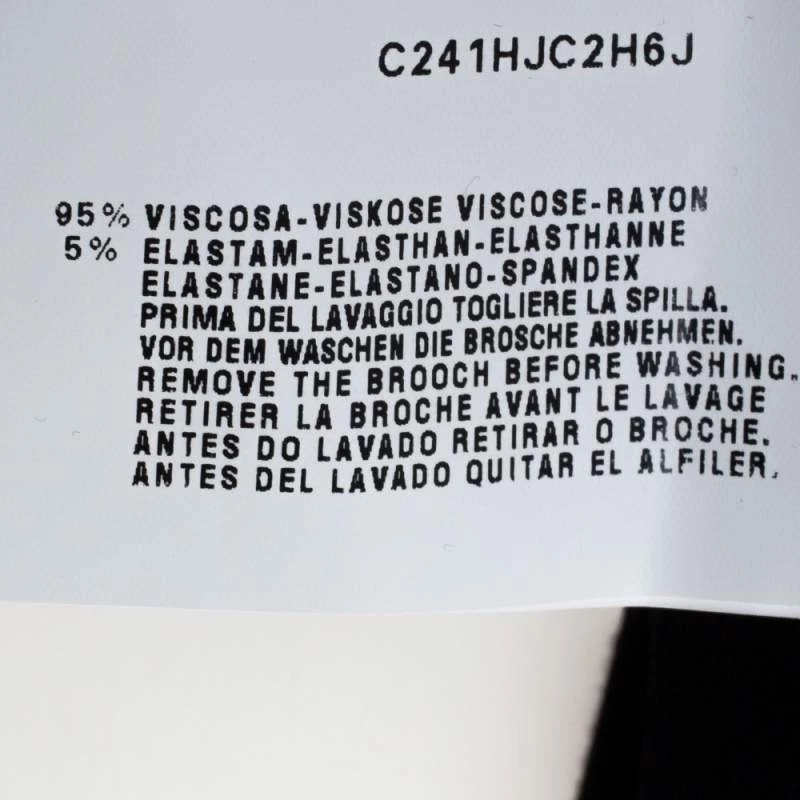 C241HJC2H6J
95% VISCOSA-VISKOSE VISCOSE-RAYON
5% ELASTAM-ELASTHAN-ELASTHANNE
ELASTANE-ELASTANO-SPANDEX
PRIMA DEL LAVAGGIO TOGLIERE LA SPILLA.
VOR DEM WASCHEN DIE BROSCHE ABNEHMEN.
REMOVE THE BROOCH BEFORE WASHING.
RETIRER LA BROCHE AVANT LE LAVAGE
ANTES DO LAVADO RETIRAR O BROCHE.
ANTES DEL LAVADO QUITAR EL ALFILER.